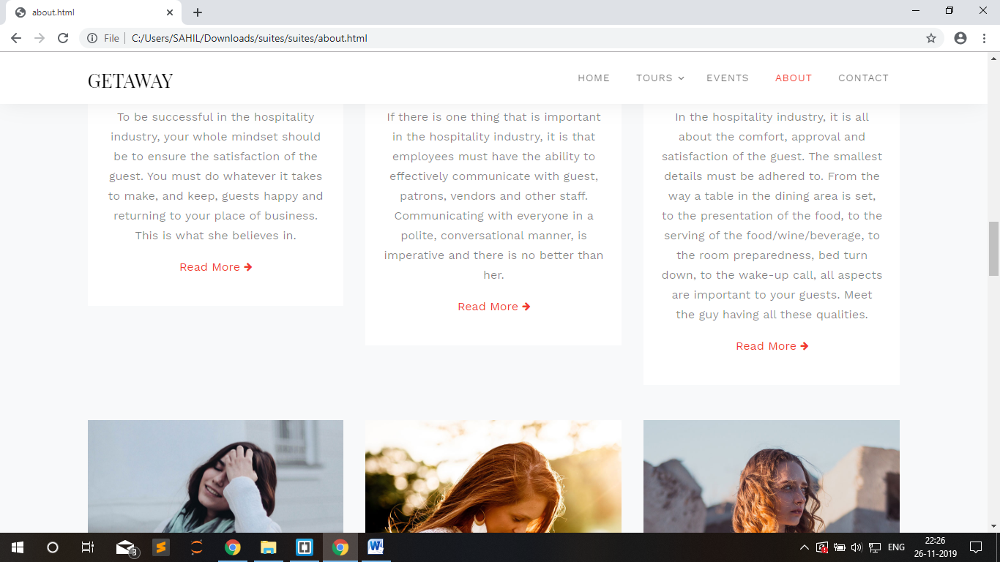 about.html
File
C:/Users/SAHIL/Downloads/suites/suites/about.html
GETAWAY
HOME
TOURS
EVENTS
ABOUT
CONTACT
To be successful in the hospitality
industry, your whole mindset should
be to ensure the satisfaction of the
guest. You must do whatever it takes
to make, and keep, guests happy and
returning to your place of business.
This is what she believes in.
Read More
If there is one thing that is important
in the hospitality industry, it is that
employees must have the ability to
effectively communicate with guest,
patrons, vendors and other staff.
Communicating with everyone in a
polite, conversational manner, is
imperative and there is no better than
her.
Read More
In the hospitality industry, it is all
about the comfort, approval and
satisfaction of the guest. The smallest
details must be adhered to. From the
way a table in the dining area is set,
to the presentation of the food, to the
serving of the food/wine/beverage, to
the room preparedness, bed turn
down, to the wake-up call, all aspects
are important to your guests. Meet
the guy having all these qualities.
Read More
3
ENG
22:26
26-11-2019